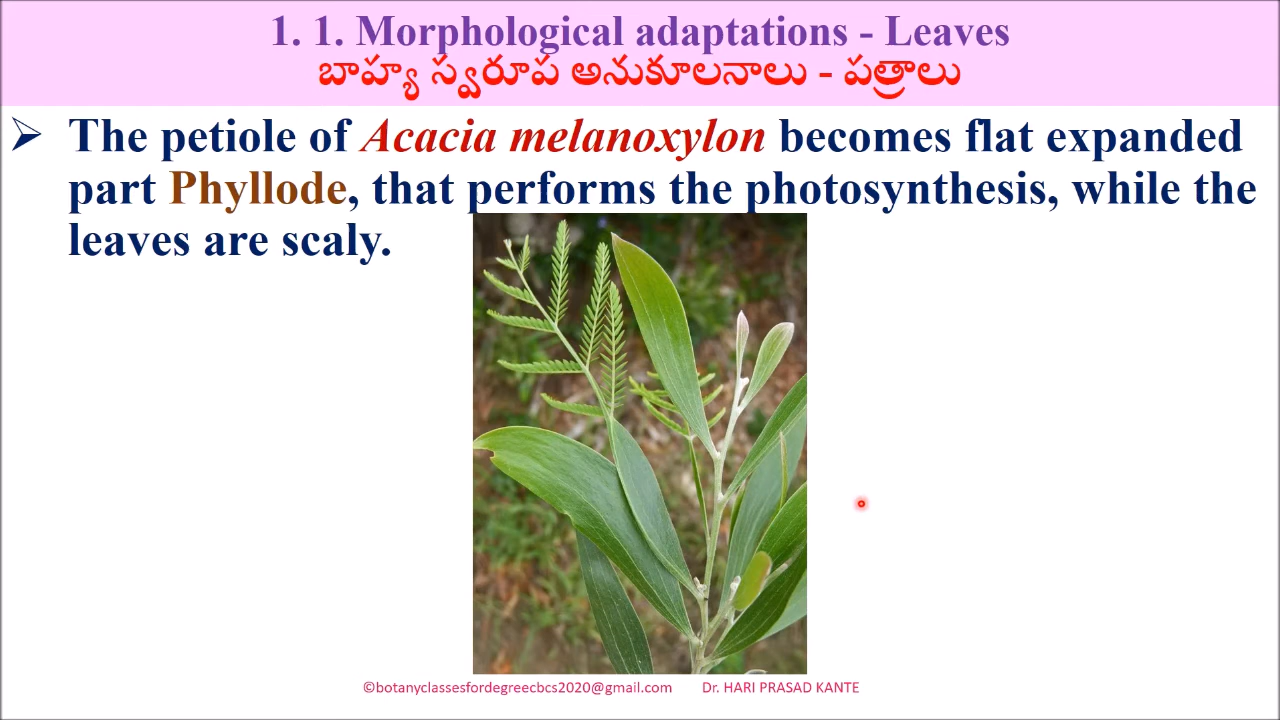 1. 1. Morphological adaptations - Leaves
బాహ్య స్వరూప అనుకూలనాలు - పత్రాలు
➢ The petiole of Acacia melanoxylon becomes flat expanded
part Phyllode, that performs the photosynthesis, while the
leaves are scaly.
©botanyclassesfordegreecbcs2020@gmail.com Dr. HARI PRASAD KANTE